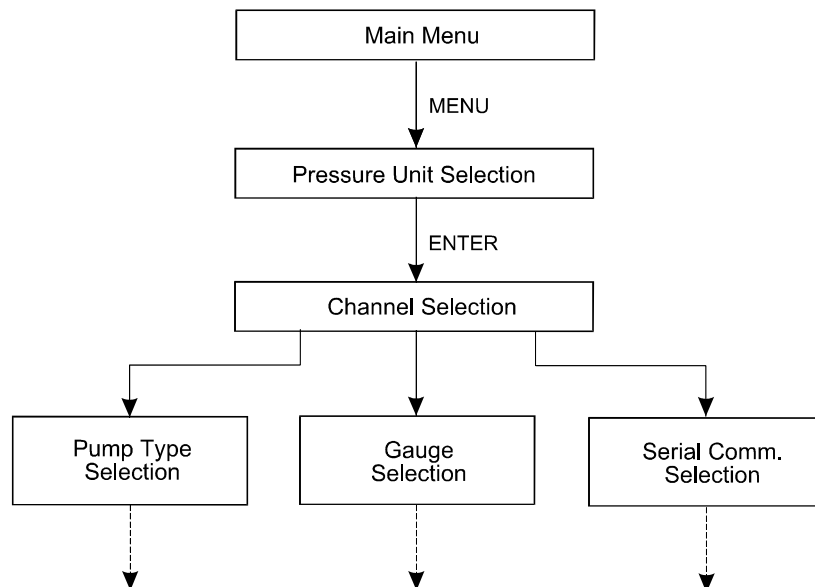 Main Menu
MENU
Pressure Unit Selection
ENTER
Channel Selection
Pump Type
Selection
Gauge
Selection
Serial Comm.
Selection